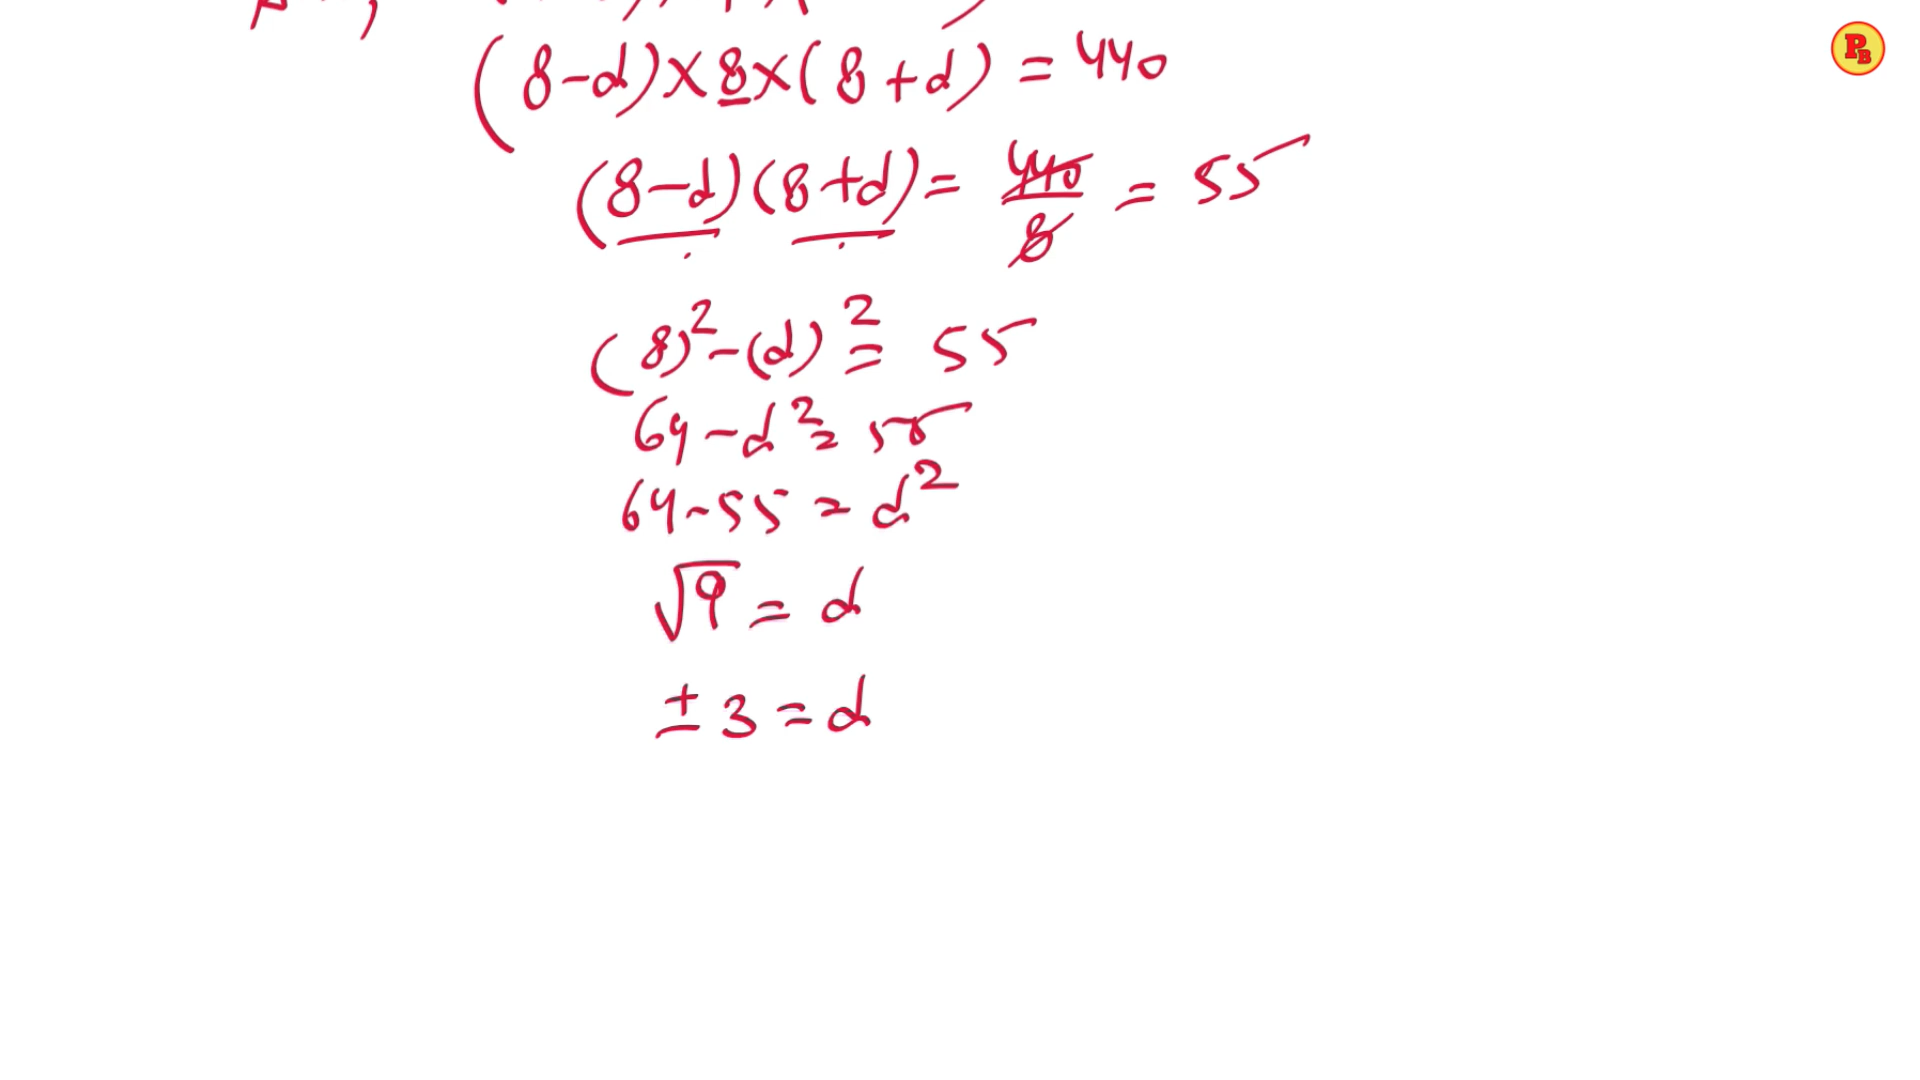 (8-d)×8×(8+d) = 440
(8-d)(8+d) = 440/8 = 55
(8)²-(d)² = 55
64-d² = 55
64-55 = d²
√9 = d
±3 = d
PB